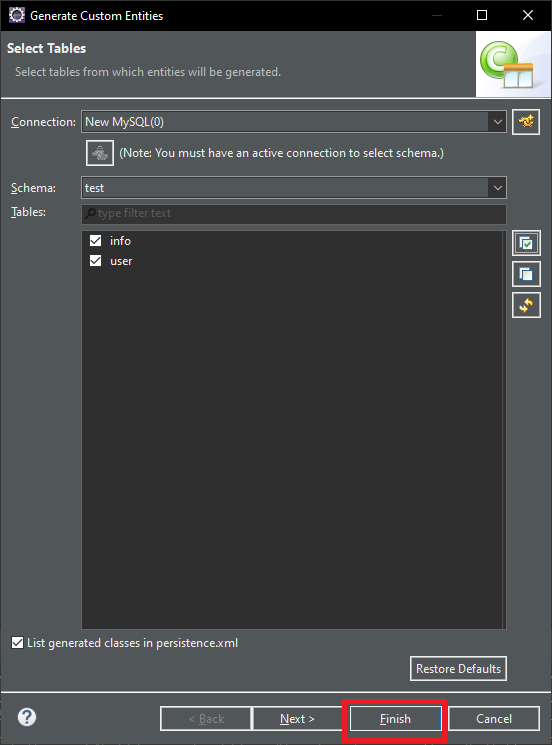 Generate Custom Entities
Select Tables
Select tables from which entities will be generated.
Connection: New MySQL(0)
(Note: You must have an active connection to select schema.)
Schema: test
Tables: type filter text
info
user
List generated classes in persistence.xml
Restore Defaults
? < Back Next > Finish Cancel